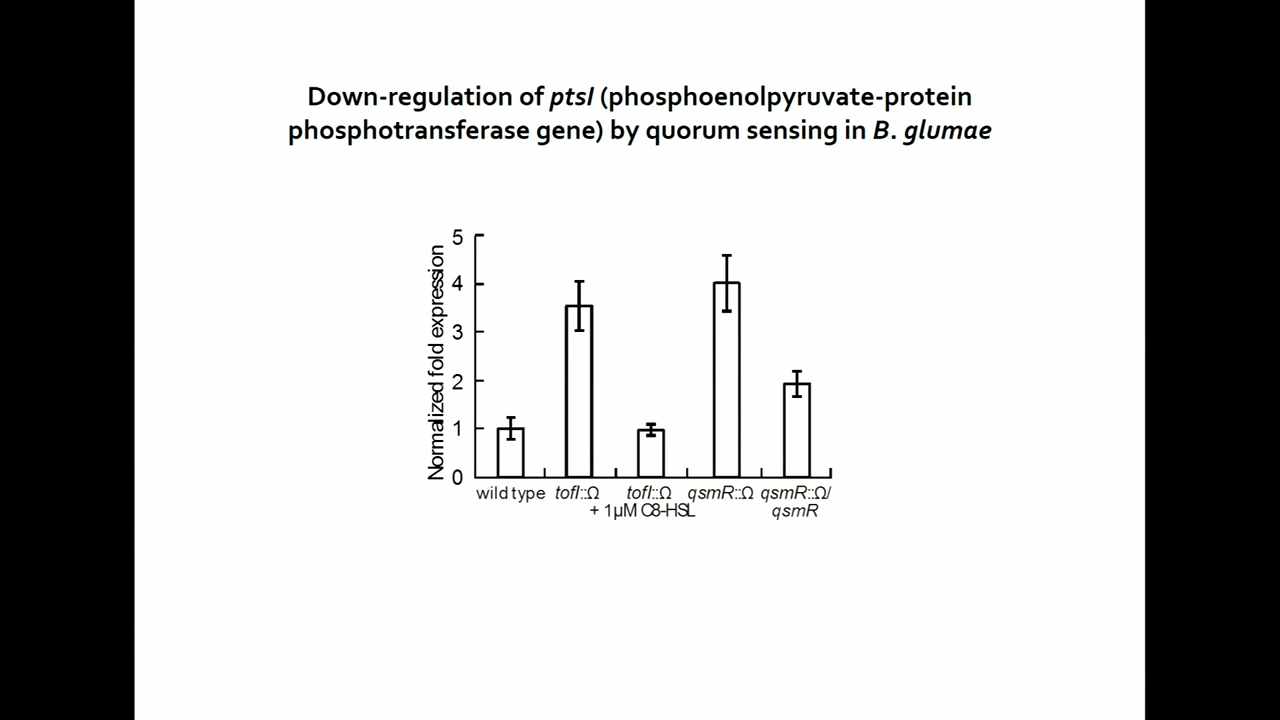 Down-regulation of ptsI (phosphoenolpyruvate-protein
phosphotransferase gene) by quorum sensing in B. glumae
Normalized fold expression
5
4
3
2
1
0
wild type tofI::Ω tofI::Ω qsmR::Ω qsmR::Ω/
+ 1μM C8-HSL qsmR